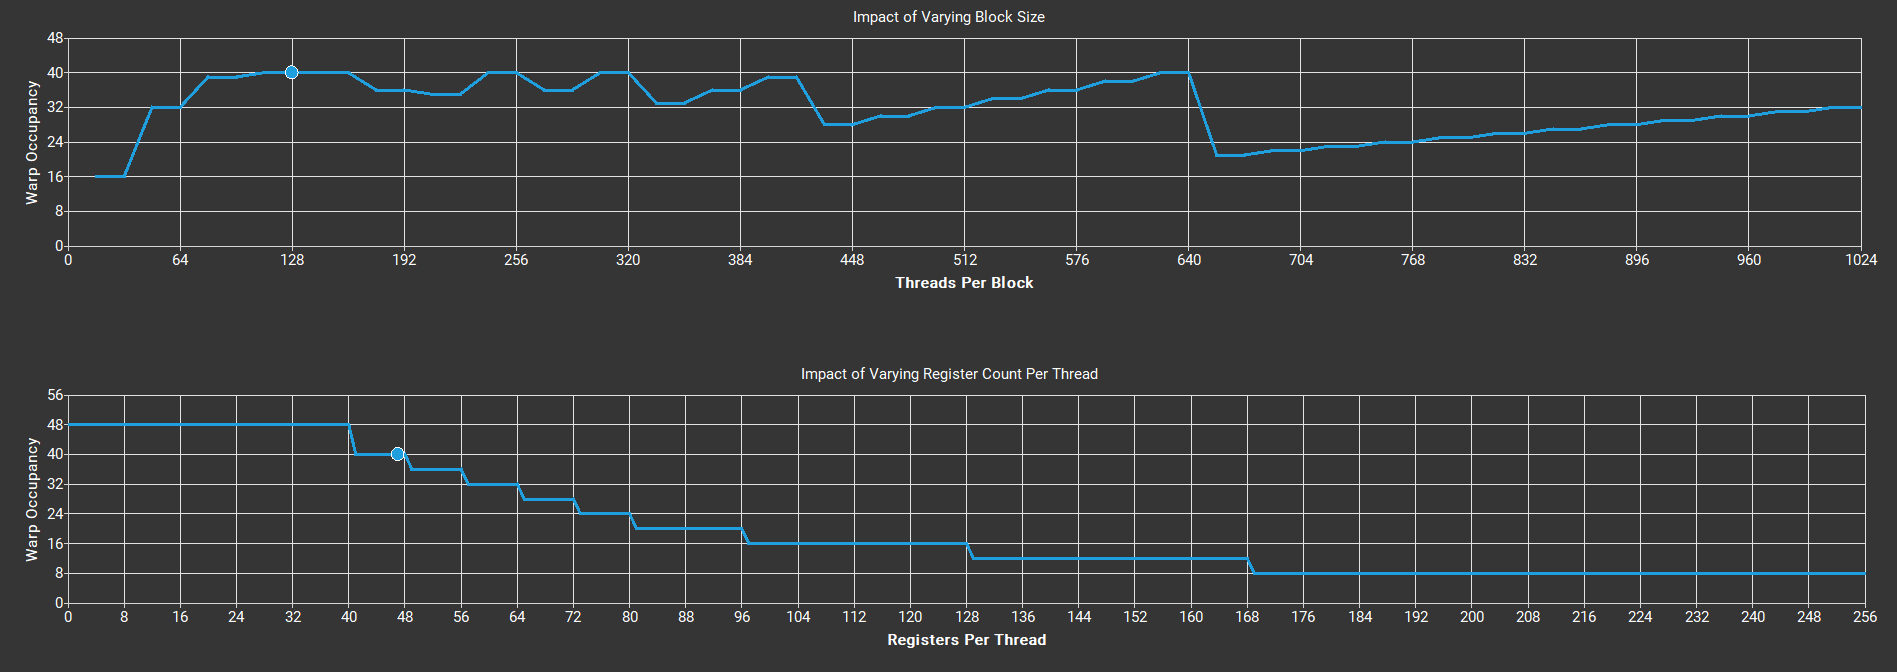 Impact of Varying Block Size
Warp Occupancy
48
40
32
24
16
8
0
0 64 128 192 256 320 384 448 512 576 640 704 768 832 896 960 1024
Threads Per Block
Impact of Varying Register Count Per Thread
Warp Occupancy
56
48
40
32
24
16
8
0
0 8 16 24 32 40 48 56 64 72 80 88 96 104 112 120 128 136 144 152 160 168 176 184 192 200 208 216 224 232 240 248 256
Registers Per Thread